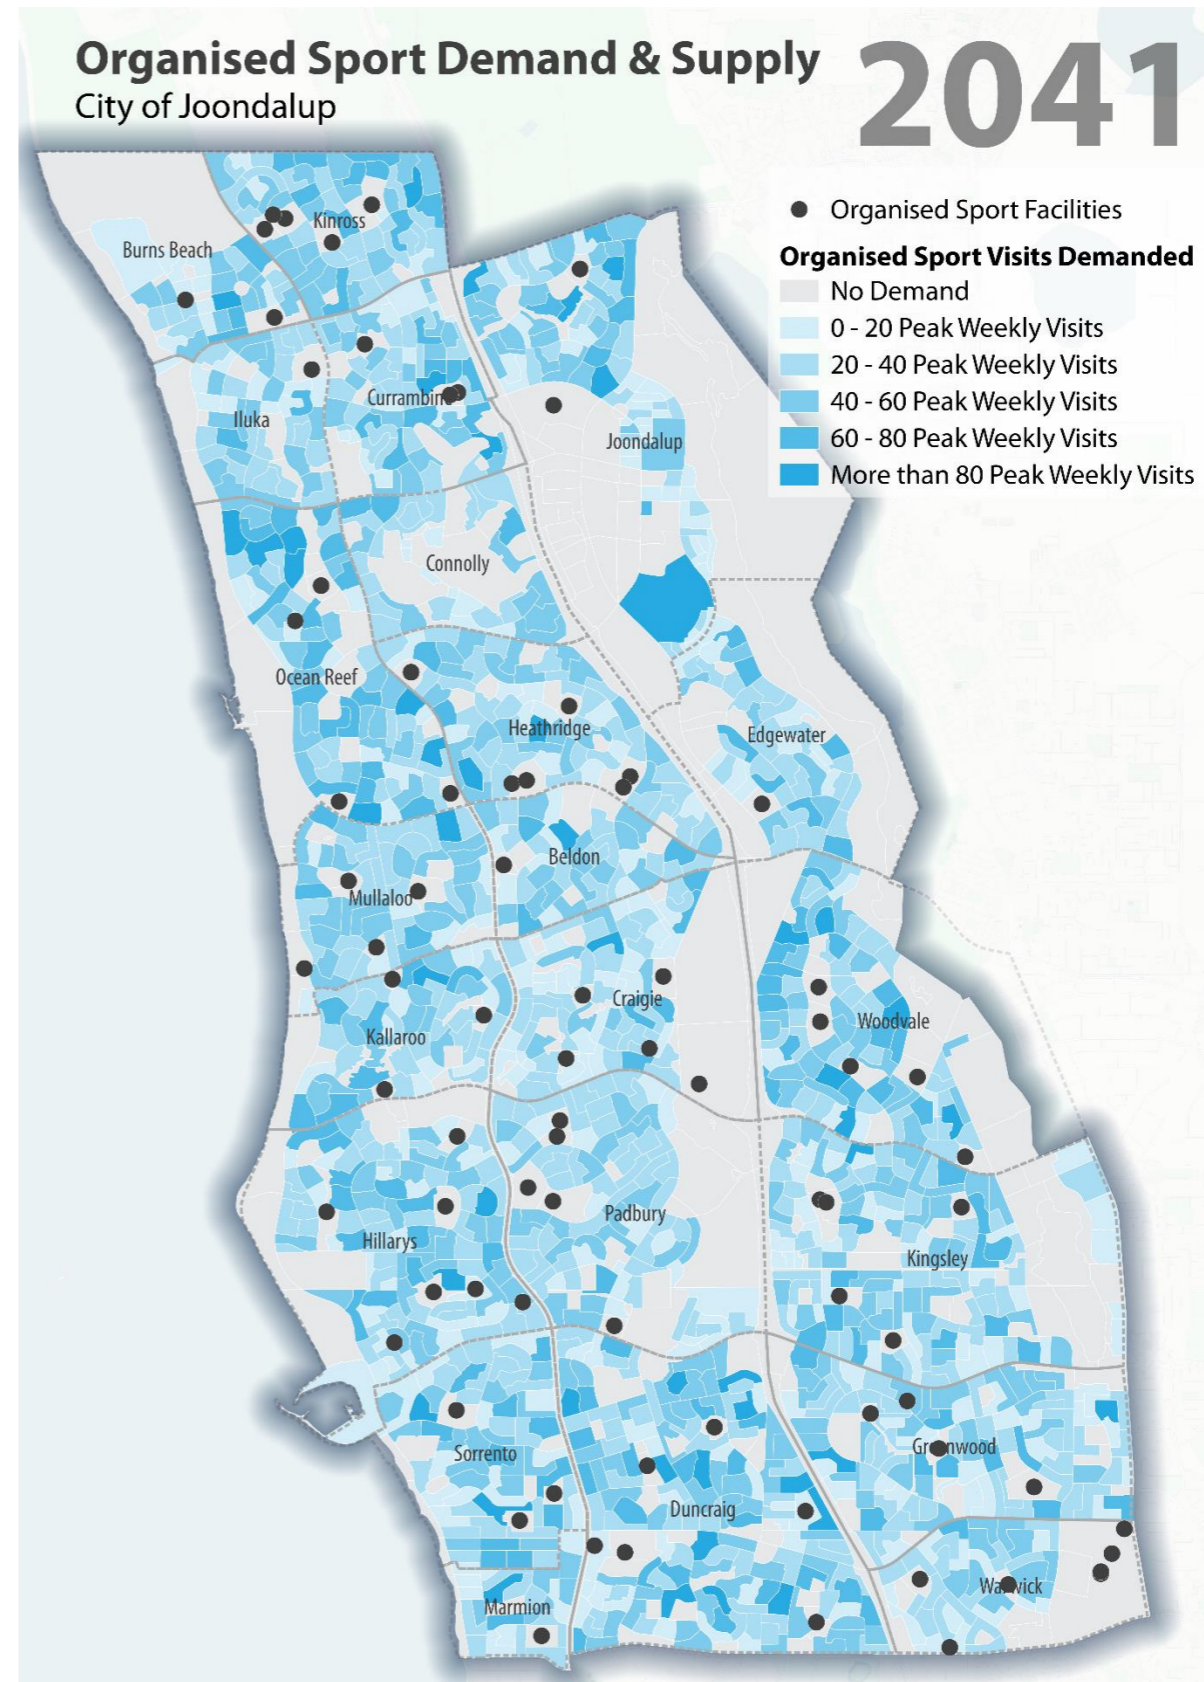 Organised Sport Demand & Supply
City of Joondalup
2041
Organised Sport Facilities
Organised Sport Visits Demanded
No Demand
0 - 20 Peak Weekly Visits
20 - 40 Peak Weekly Visits
40 - 60 Peak Weekly Visits
60 - 80 Peak Weekly Visits
More than 80 Peak Weekly Visits
Kinross
Burns Beach
Currambine
Iluka
Joondalup
Connolly
Ocean Reef
Heathridge
Edgewater
Beldon
Mullaloo
Craigie
Woodvale
Kallaroo
Padbury
Hillarys
Kingsley
Greenwood
Sorrento
Duncraig
Warwick
Marmion